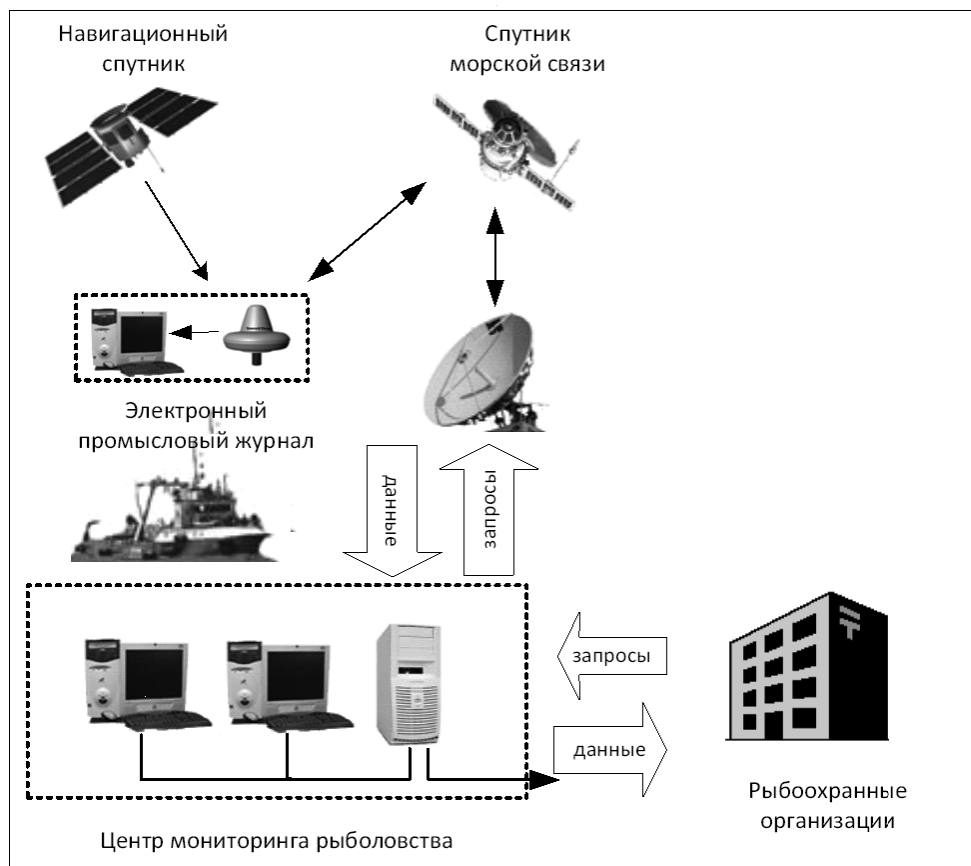 Навигационный
спутник
Спутник
морской связи
Электронный
промысловый журнал
данные
запросы
запросы
данные
Рыбоохранные
организации
Центр мониторинга рыболовства